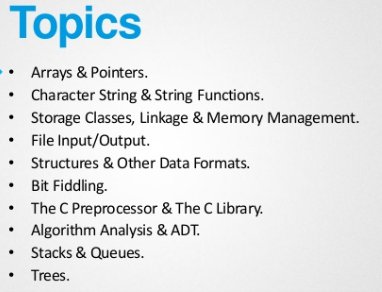 Topics
• Arrays & Pointers.
• Character String & String Functions.
• Storage Classes, Linkage & Memory Management.
• File Input/Output.
• Structures & Other Data Formats.
• Bit Fiddling.
• The C Preprocessor & The C Library.
• Algorithm Analysis & ADT.
• Stacks & Queues.
• Trees.